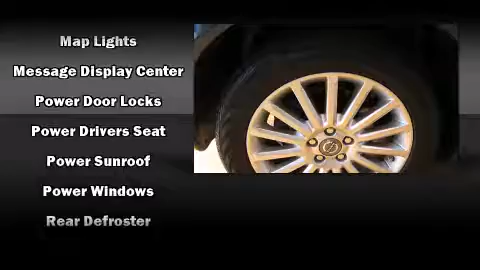 Map Lights
Message Display Center
Power Door Locks
Power Drivers Seat
Power Sunroof
Power Windows
Rear Defroster